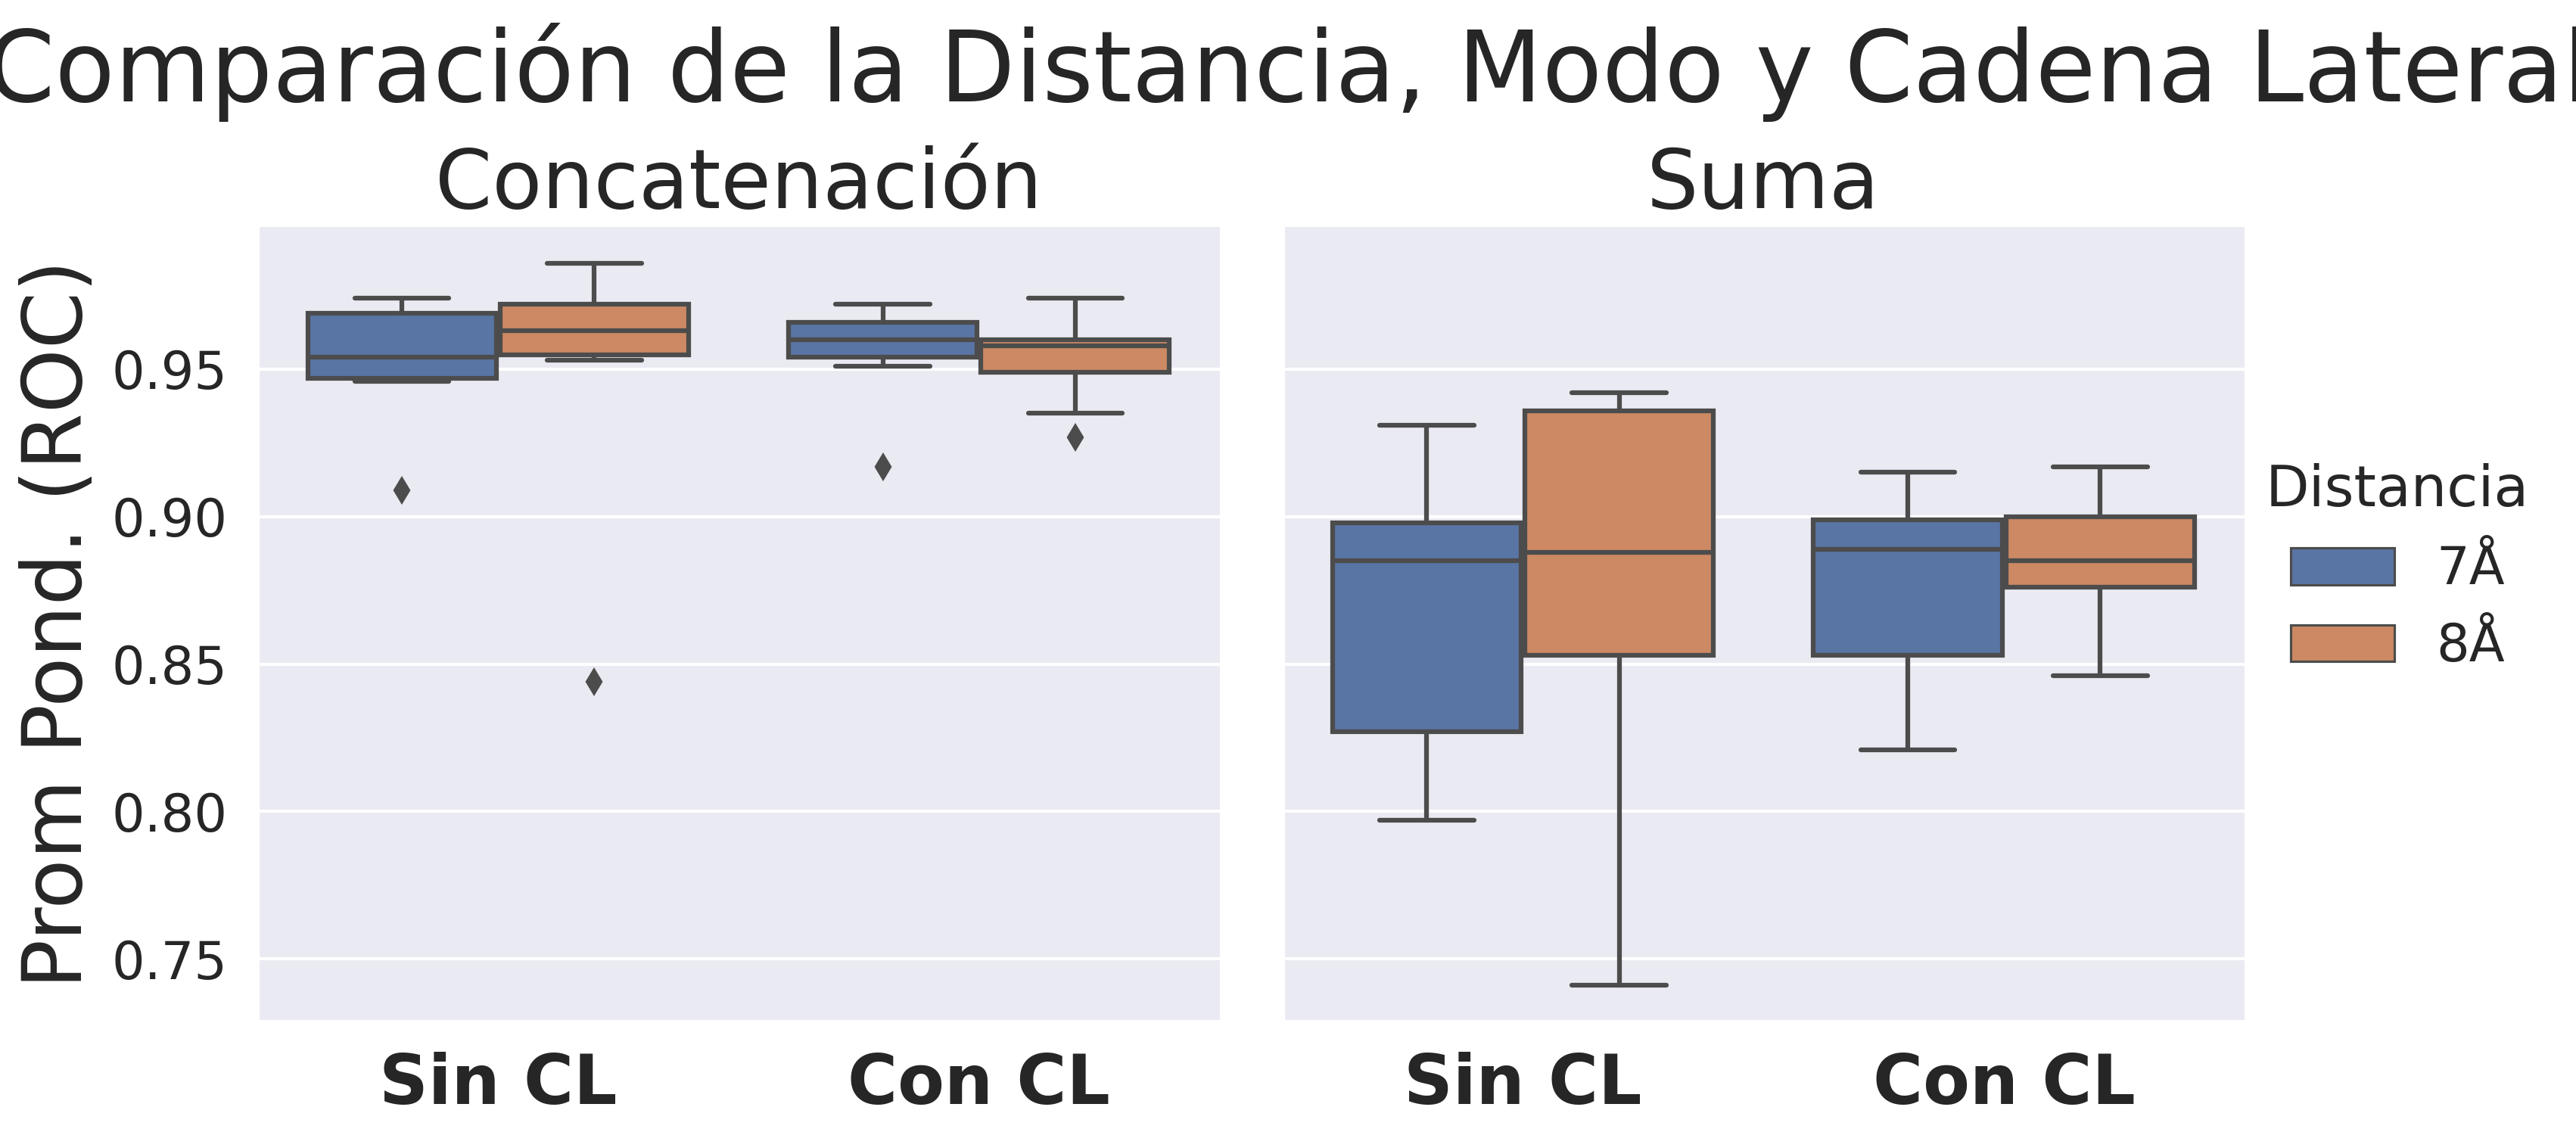 Comparación de la Distancia, Modo y Cadena Lateral
Concatenación
Suma
Prom Pond. (ROC)
0.95
0.90
0.85
0.80
0.75
Sin CL
Con CL
Sin CL
Con CL
Distancia
7Å
8Å